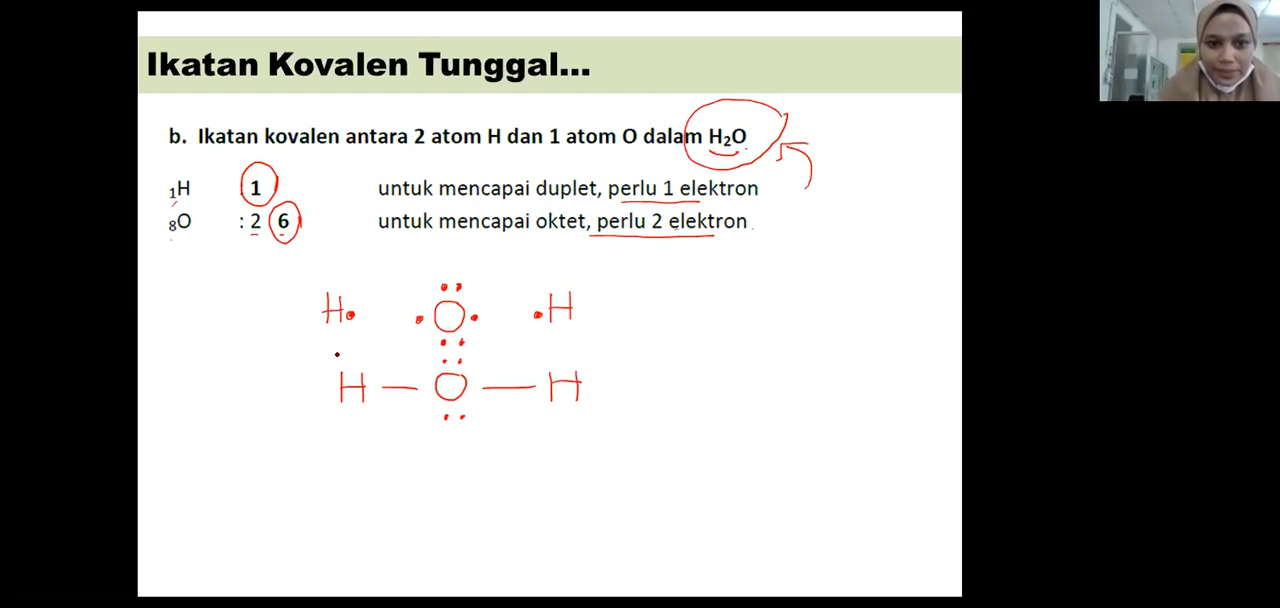 Ikatan Kovalen Tunggal...
b. Ikatan kovalen antara 2 atom H dan 1 atom O dalam H₂O
₁H 1 untuk mencapai duplet, perlu 1 elektron
₈O : 2 6 untuk mencapai oktet, perlu 2 elektron
H O H
H — O — H